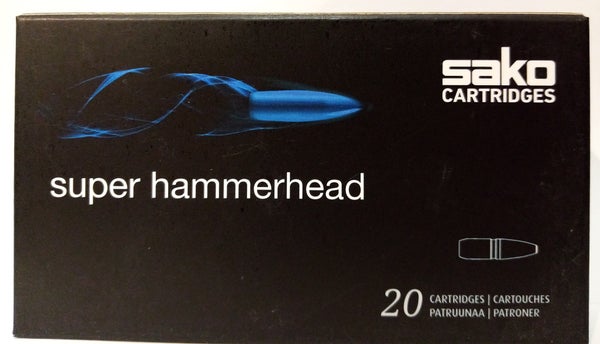 sako
CARTRIDGES
super hammerhead
20 CARTRIDGES | CARTOUCHES
PATRUUNAA | PATRONER